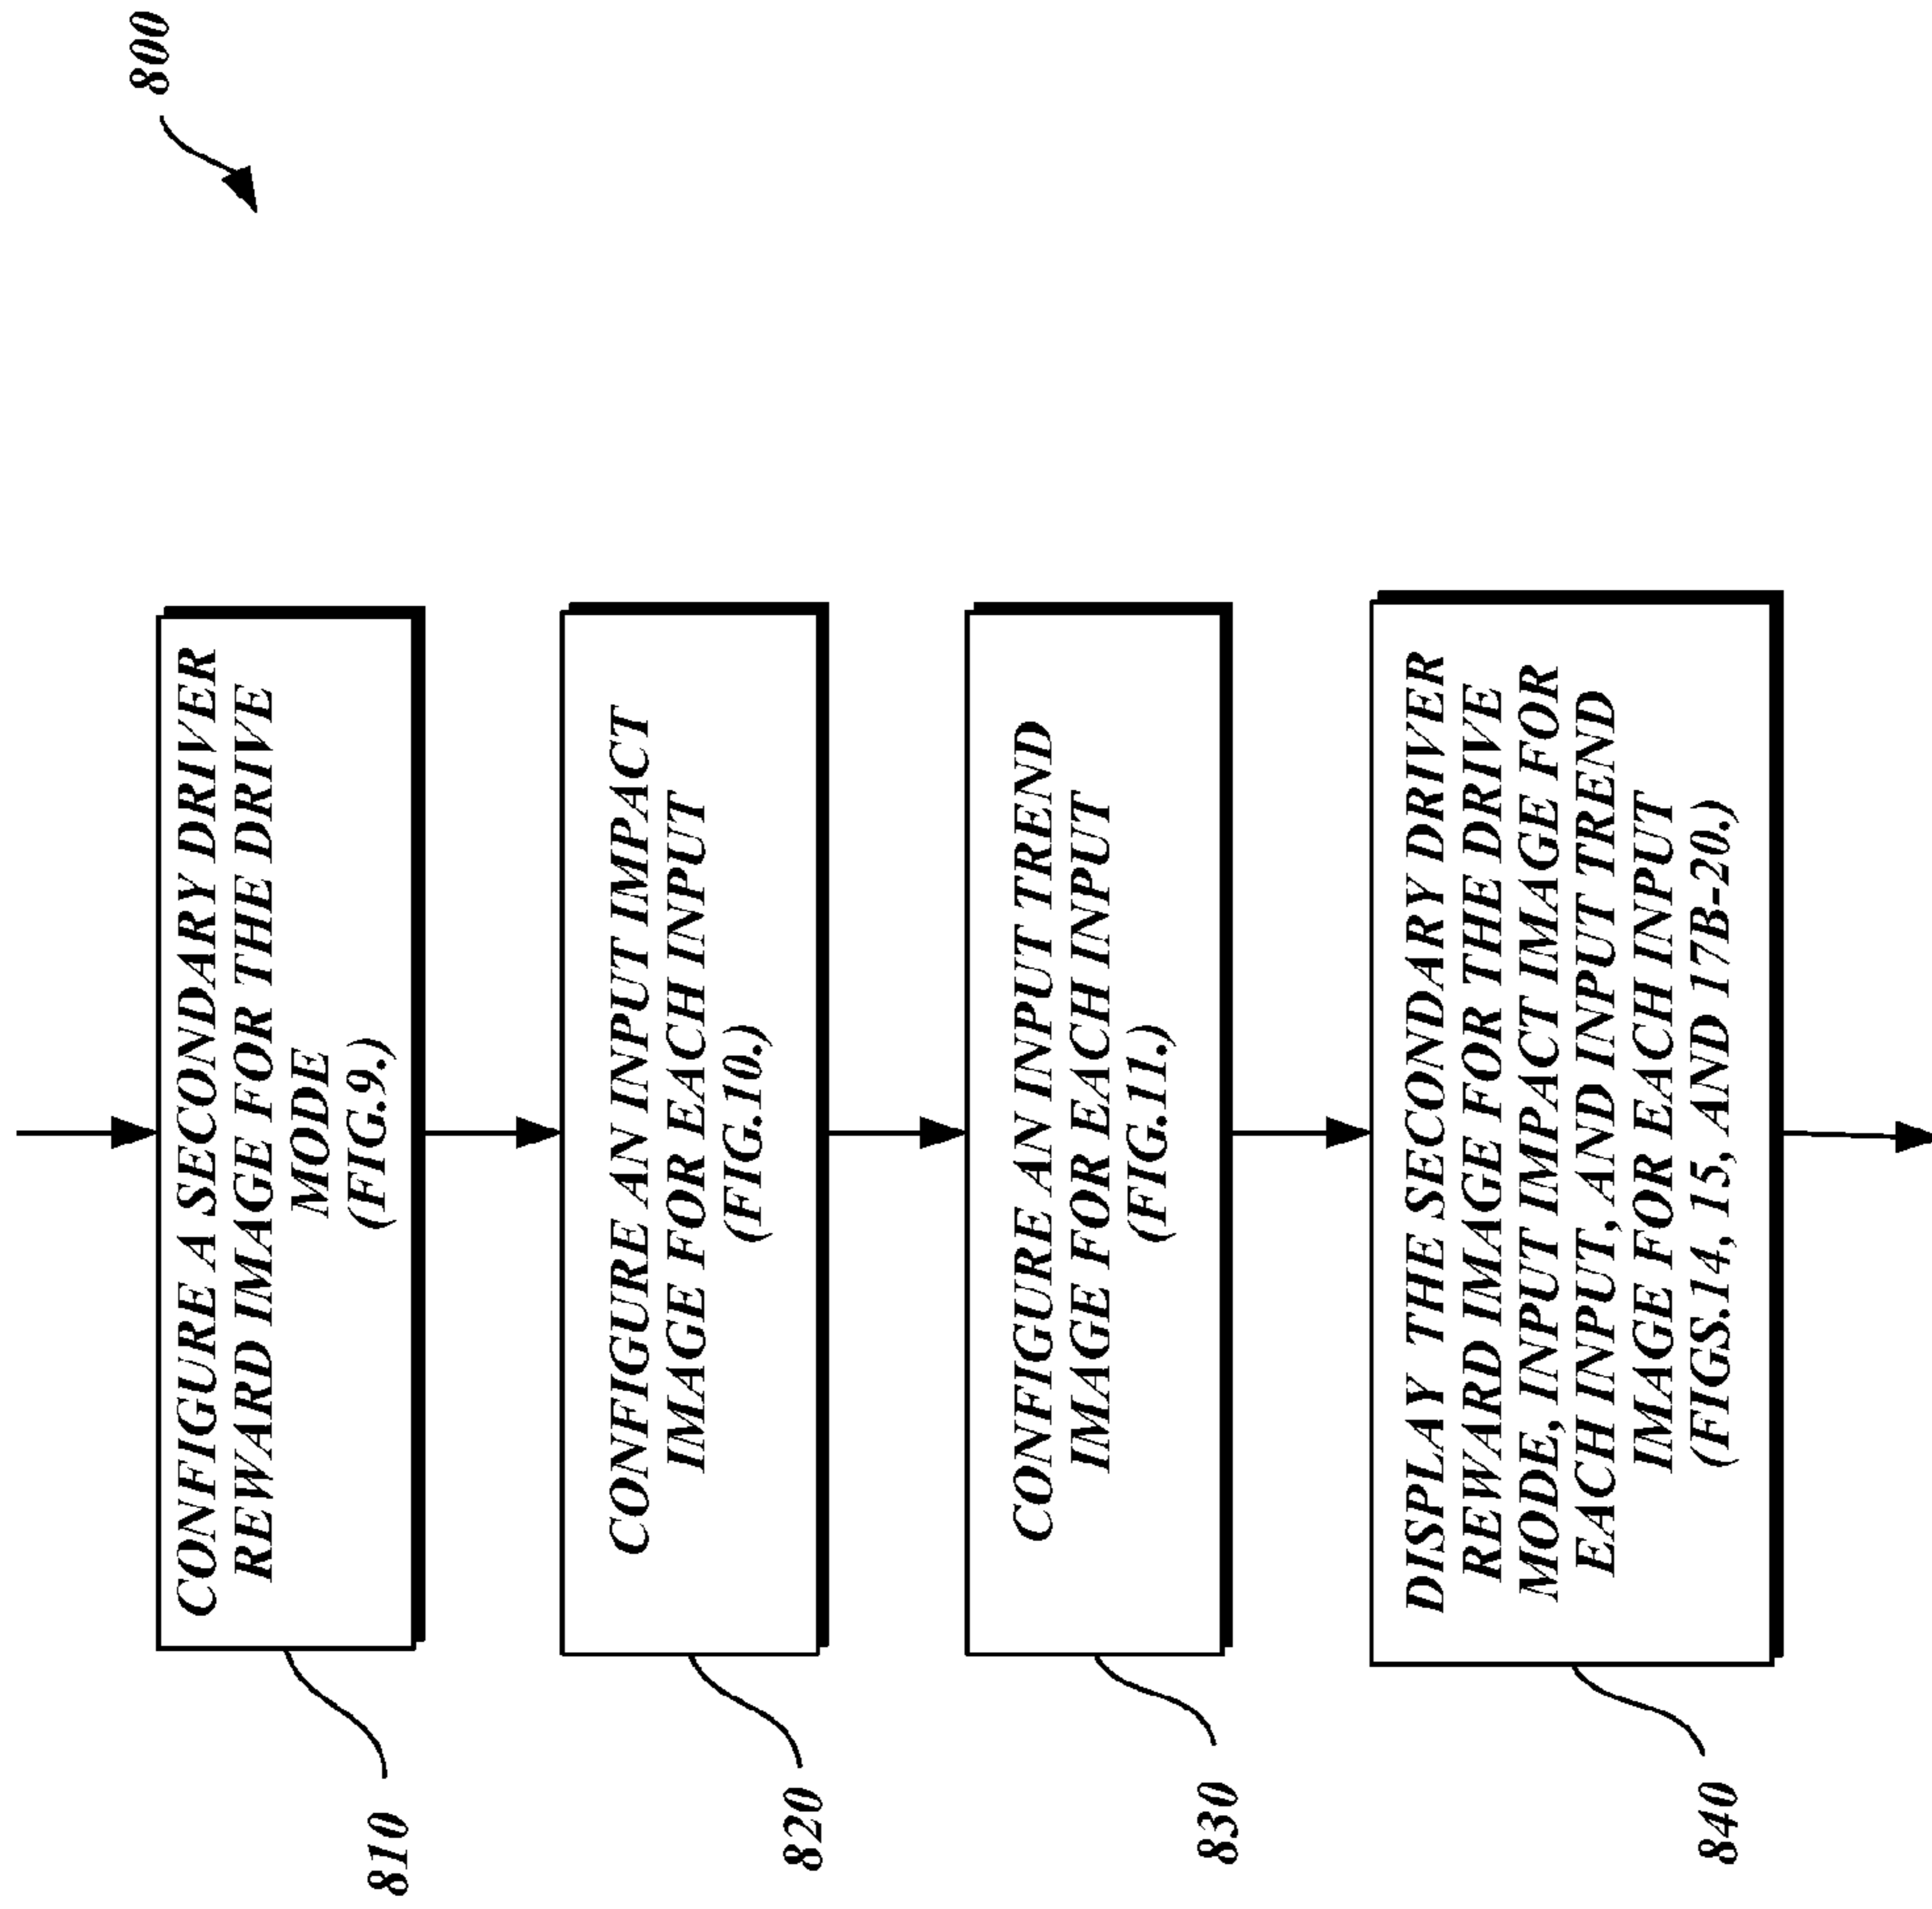 800
CONFIGURE A SECONDARY DRIVER
REWARD IMAGE FOR THE DRIVE
MODE
(FIG.9.)
810
CONFIGURE AN INPUT IMPACT
IMAGE FOR EACH INPUT
(FIG.10.)
820
CONFIGURE AN INPUT TREND
IMAGE FOR EACH INPUT
(FIG.11.)
830
DISPLAY THE SECONDARY DRIVER
REWARD IMAGE FOR THE DRIVE
MODE, INPUT IMPACT IMAGE FOR
EACH INPUT, AND INPUT TREND
IMAGE FOR EACH INPUT
(FIGS.14, 15, AND 17B-20.)
840